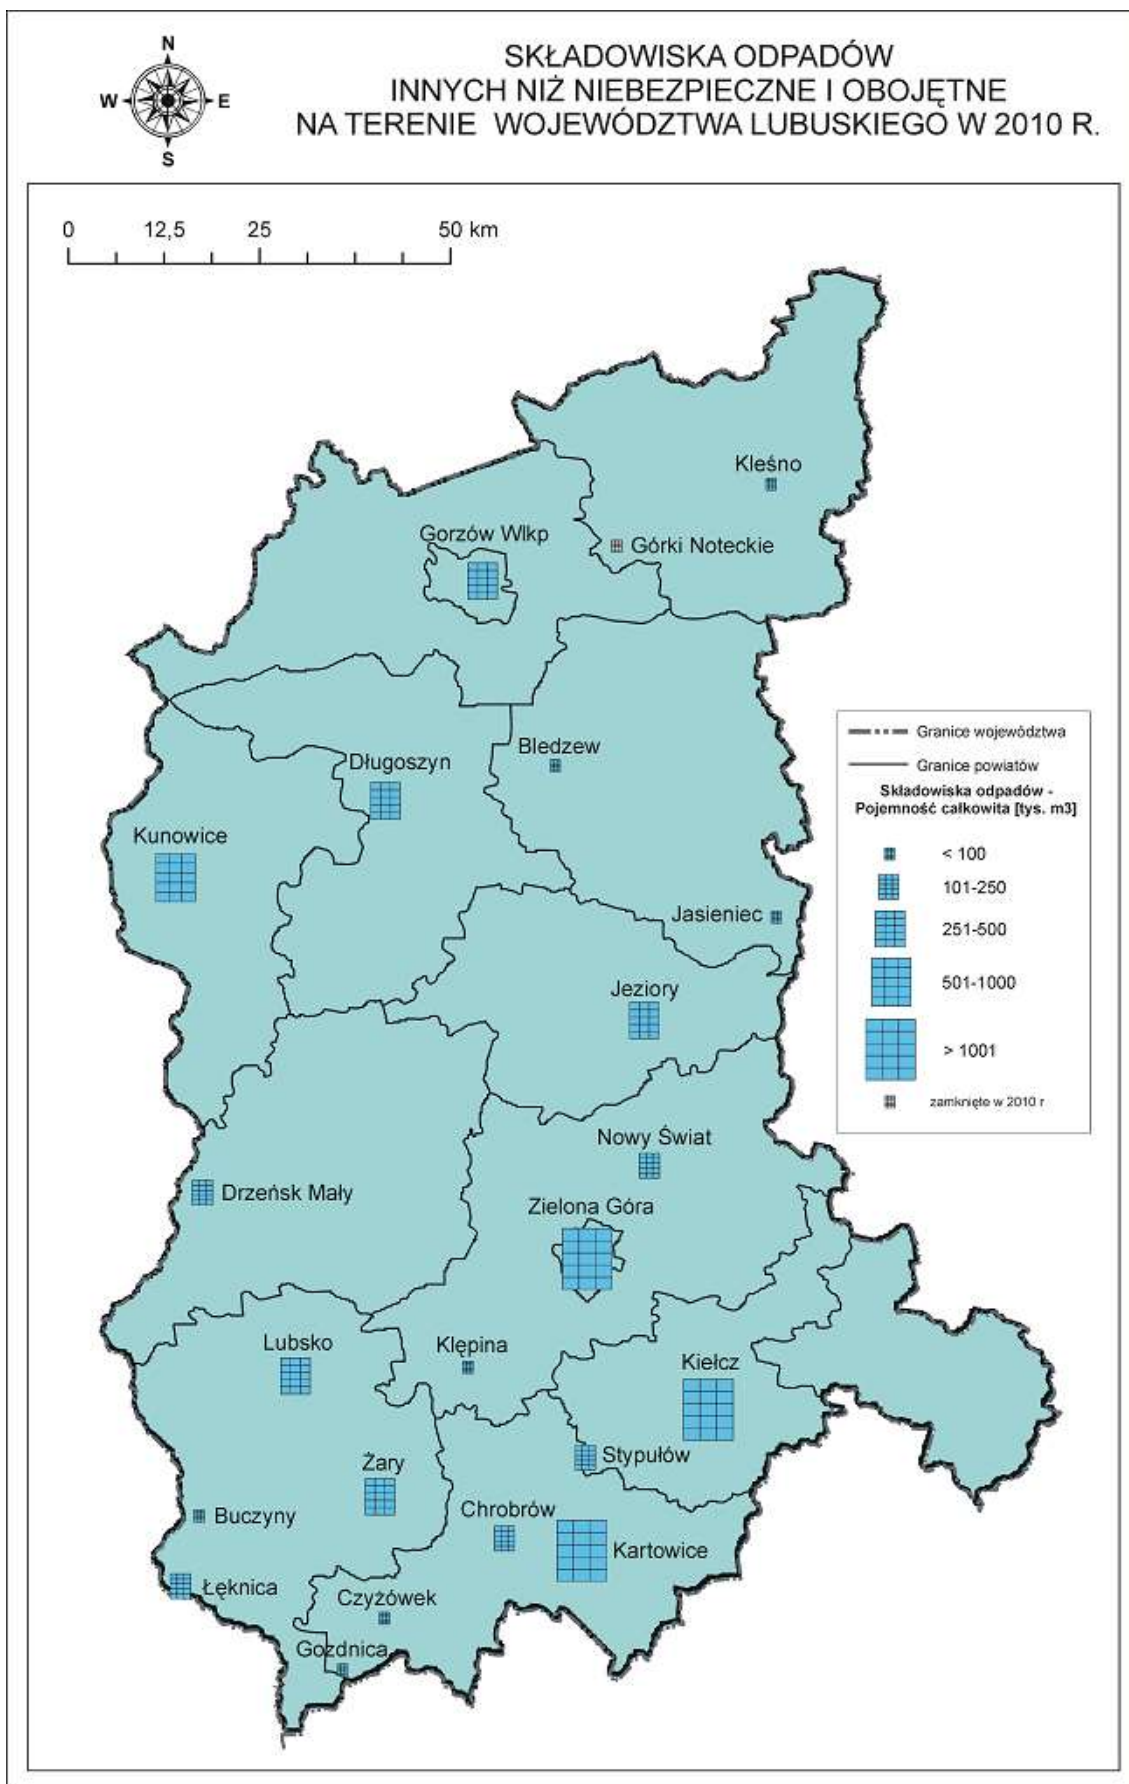 N
W E
S
SKŁADOWISKA ODPADÓW
INNYCH NIŻ NIEBEZPIECZNE I OBOJĘTNE
NA TERENIE WOJEWÓDZTWA LUBUSKIEGO W 2010 R.
0 12,5 25 50 km
Kleśno
Gorzów Wlkp
Górki Noteckie
Bledzew
Długoszyn
Kunowice
Jasieniec
Jeziory
Nowy Świat
Drzeńsk Mały
Zielona Góra
Lubsko
Klępina
Kiełcz
Stypułów
Żary
Chrobrów
Buczyny
Kartowice
Łęknica
Czyżówek
Gozdnica
Granice województwa
Granice powiatów
Składowiska odpadów -
Pojemność całkowita [tys. m3]
< 100
101-250
251-500
501-1000
> 1001
zamknięte w 2010 r